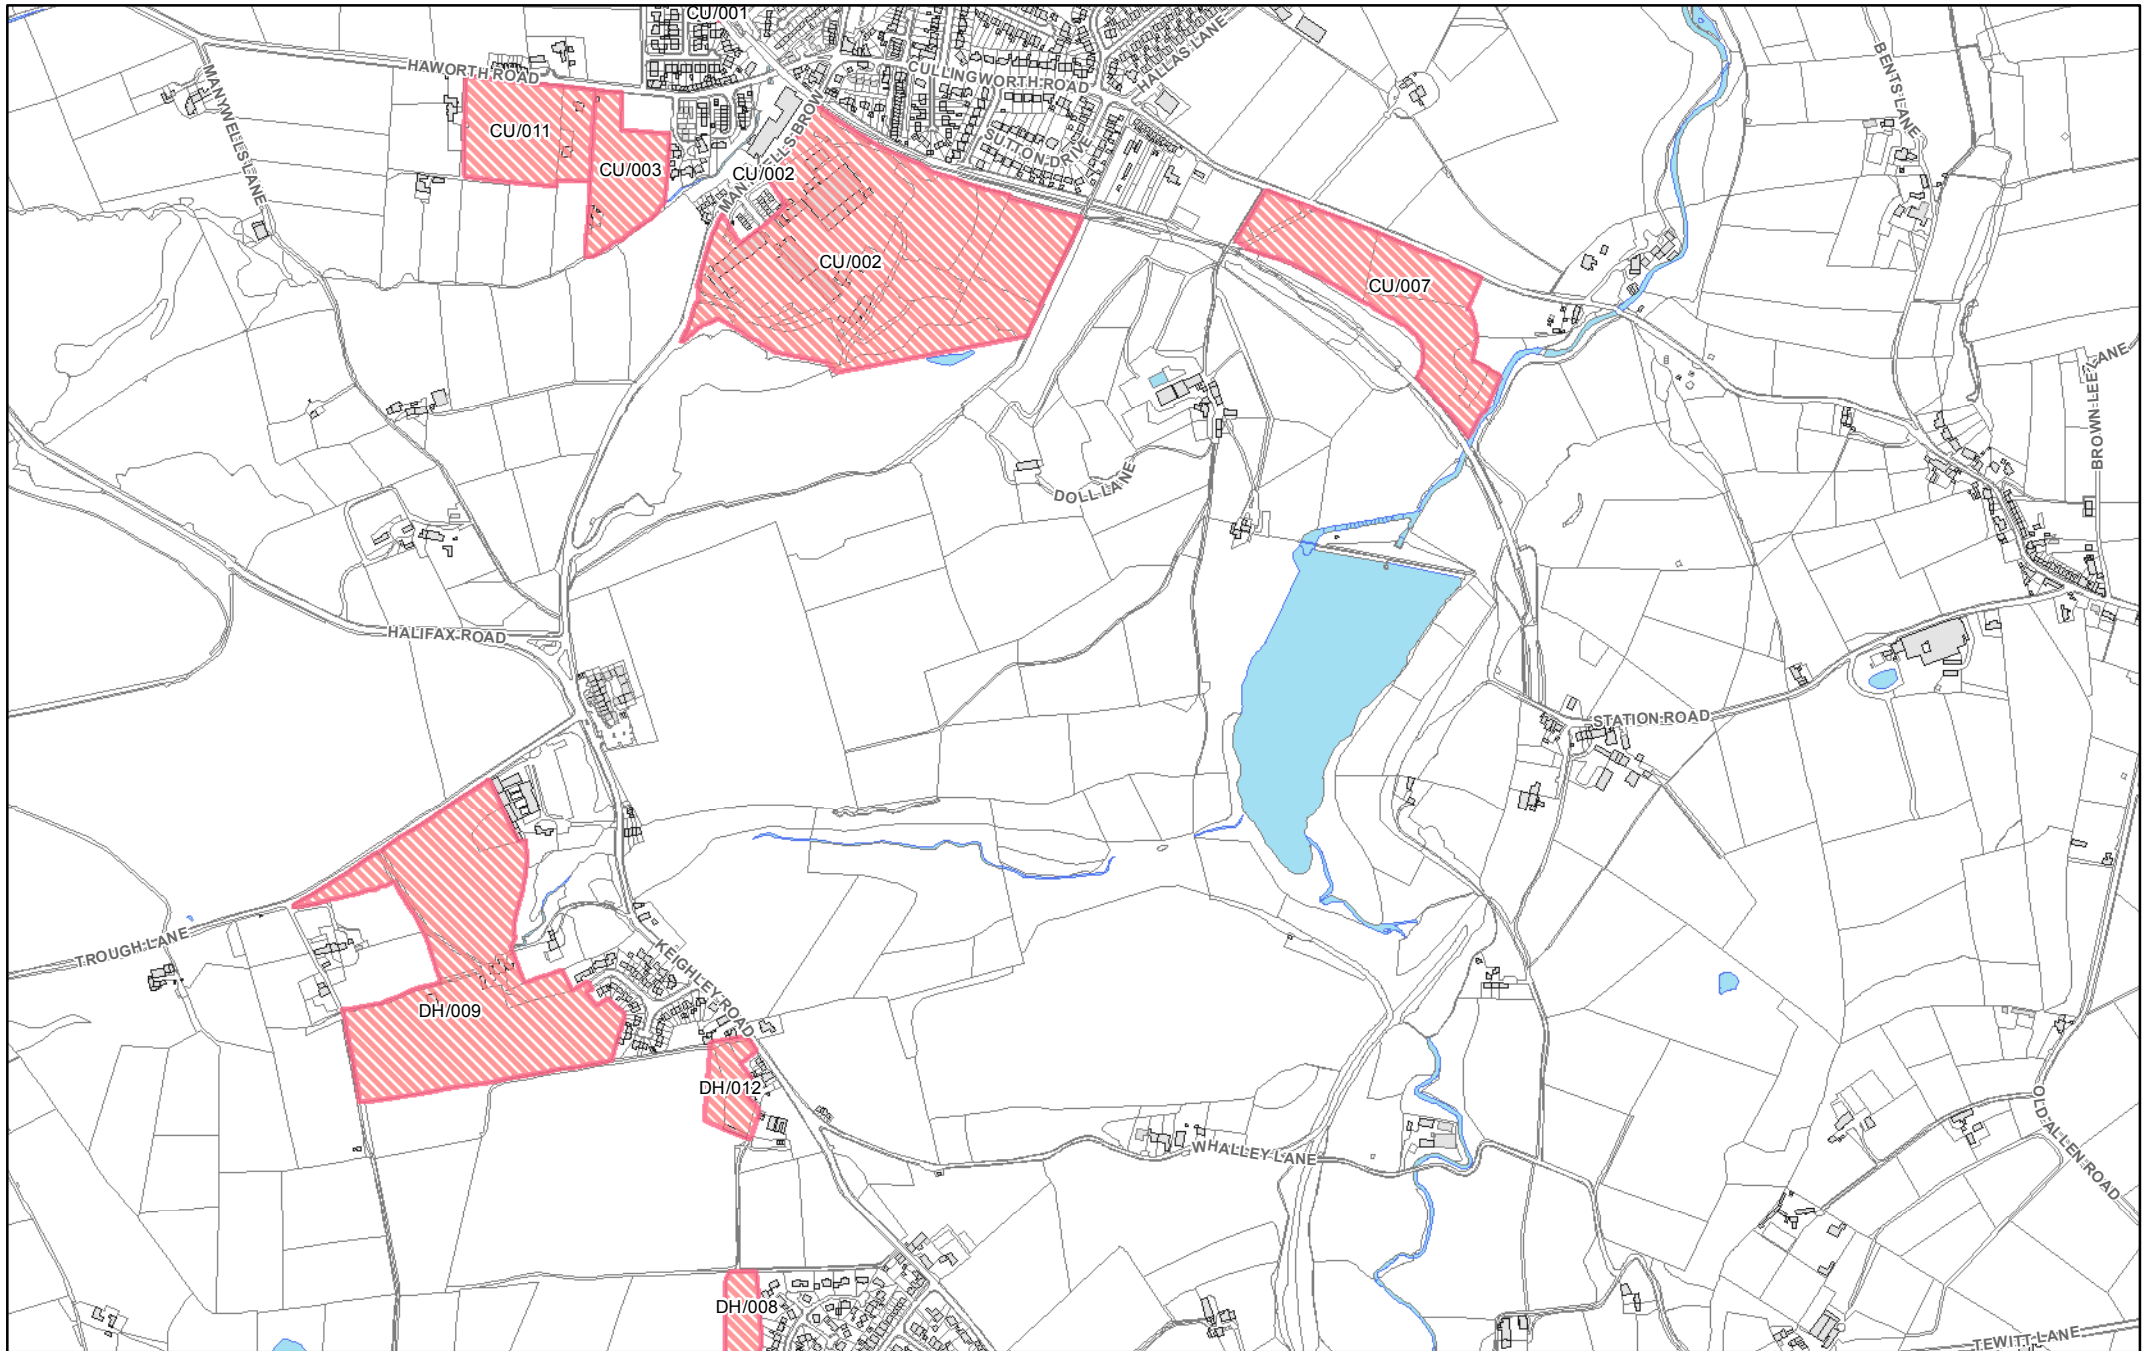 CU/001
HAWORTH ROAD
CULLINGWORTH ROAD
HALLAS LANE
BENTS LANE
MANYWELLS LANE
CU/011
CU/003
CU/002
MANYWELLS BROW
SUTTON DRIVE
CU/002
CU/007
BROWN LEE LANE
DOLL LANE
HALIFAX ROAD
STATION ROAD
TROUGH LANE
KEIGHLEY ROAD
DH/009
DH/012
WHALLEY LANE
OLD ALLEN ROAD
DH/008
TEWITT LANE